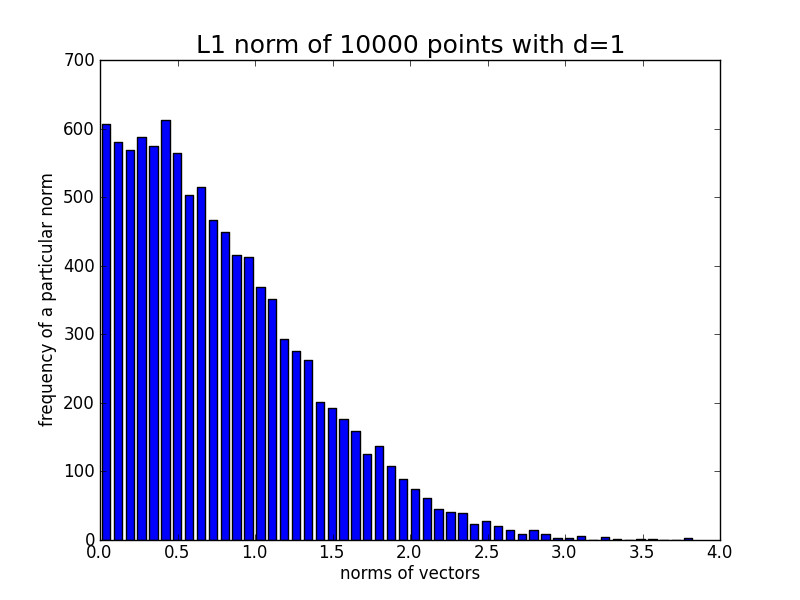 L1 norm of 10000 points with d=1
frequency of a particular norm
700
600
500
400
300
200
100
0
0.0 0.5 1.0 1.5 2.0 2.5 3.0 3.5 4.0
norms of vectors